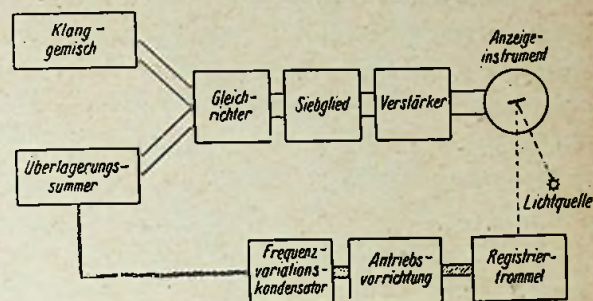 Klang-
gemisch
Anzeige-
instrument
Gleich-
richter
Siebglied
Verstärker
Überlagerungs-
summer
Lichtquelle
Frequenz-
variations-
kondensator
Antriebs-
vorrichtung
Registrier-
trommel